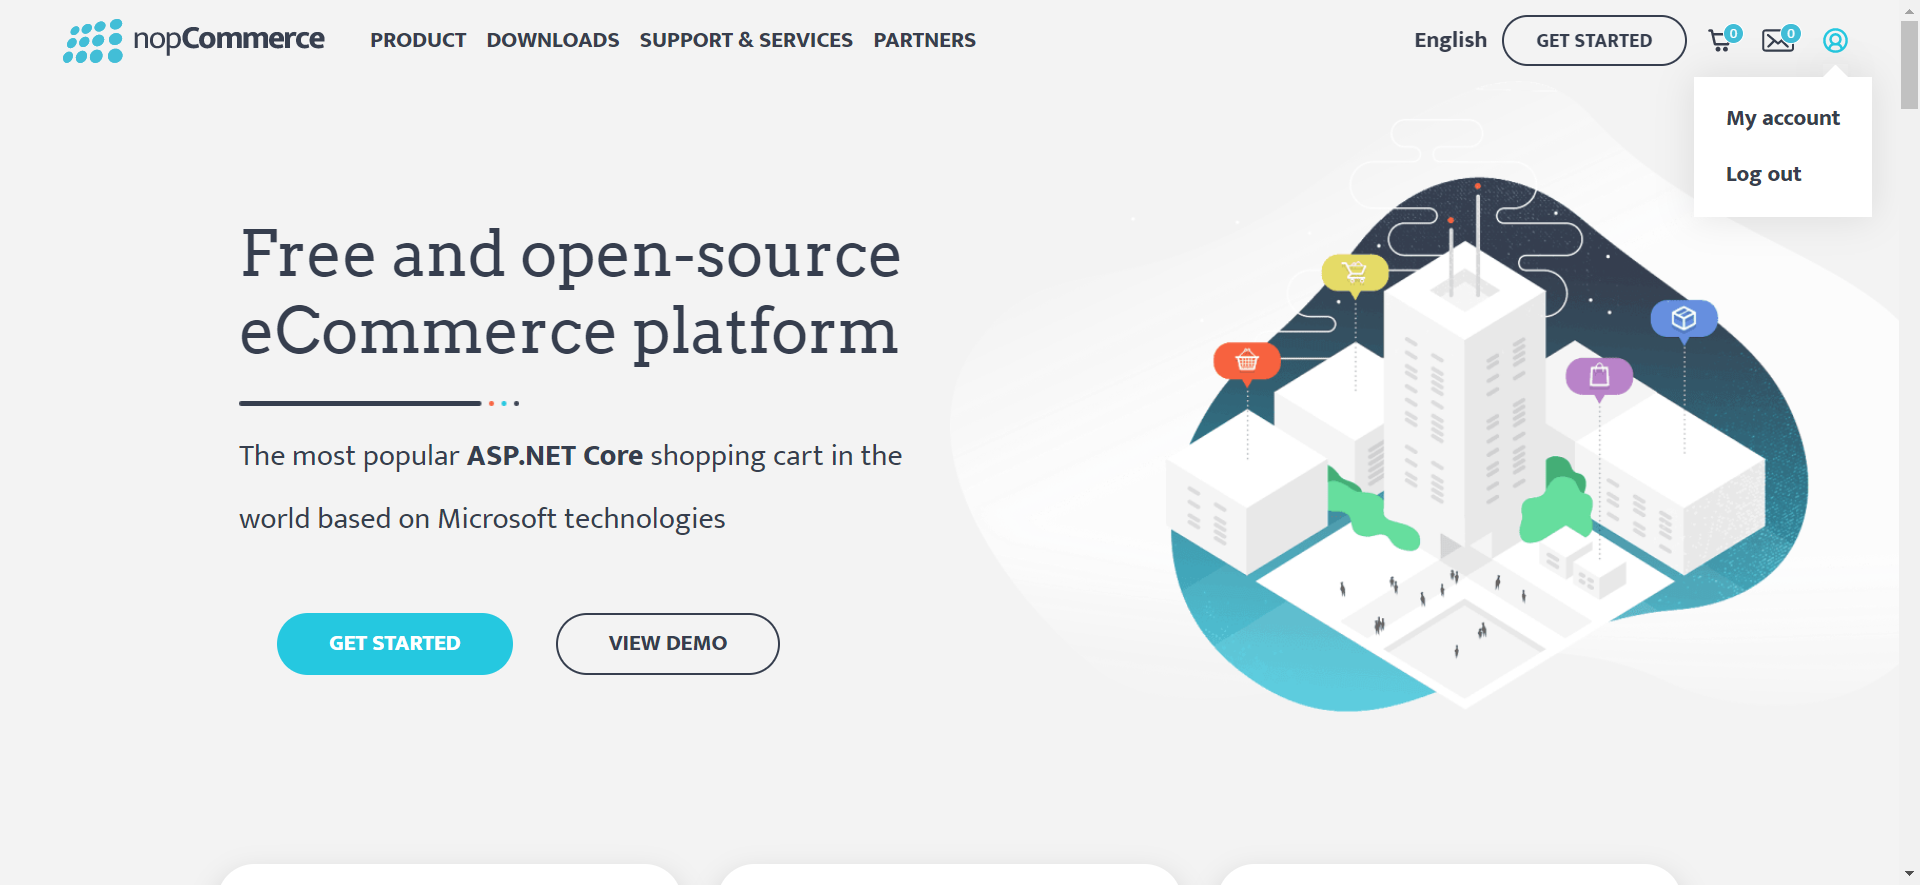 nopCommerce
PRODUCT DOWNLOADS SUPPORT & SERVICES PARTNERS
English GET STARTED 0 0
My account
Log out
Free and open-source
eCommerce platform
The most popular ASP.NET Core shopping cart in the
world based on Microsoft technologies
GET STARTED VIEW DEMO